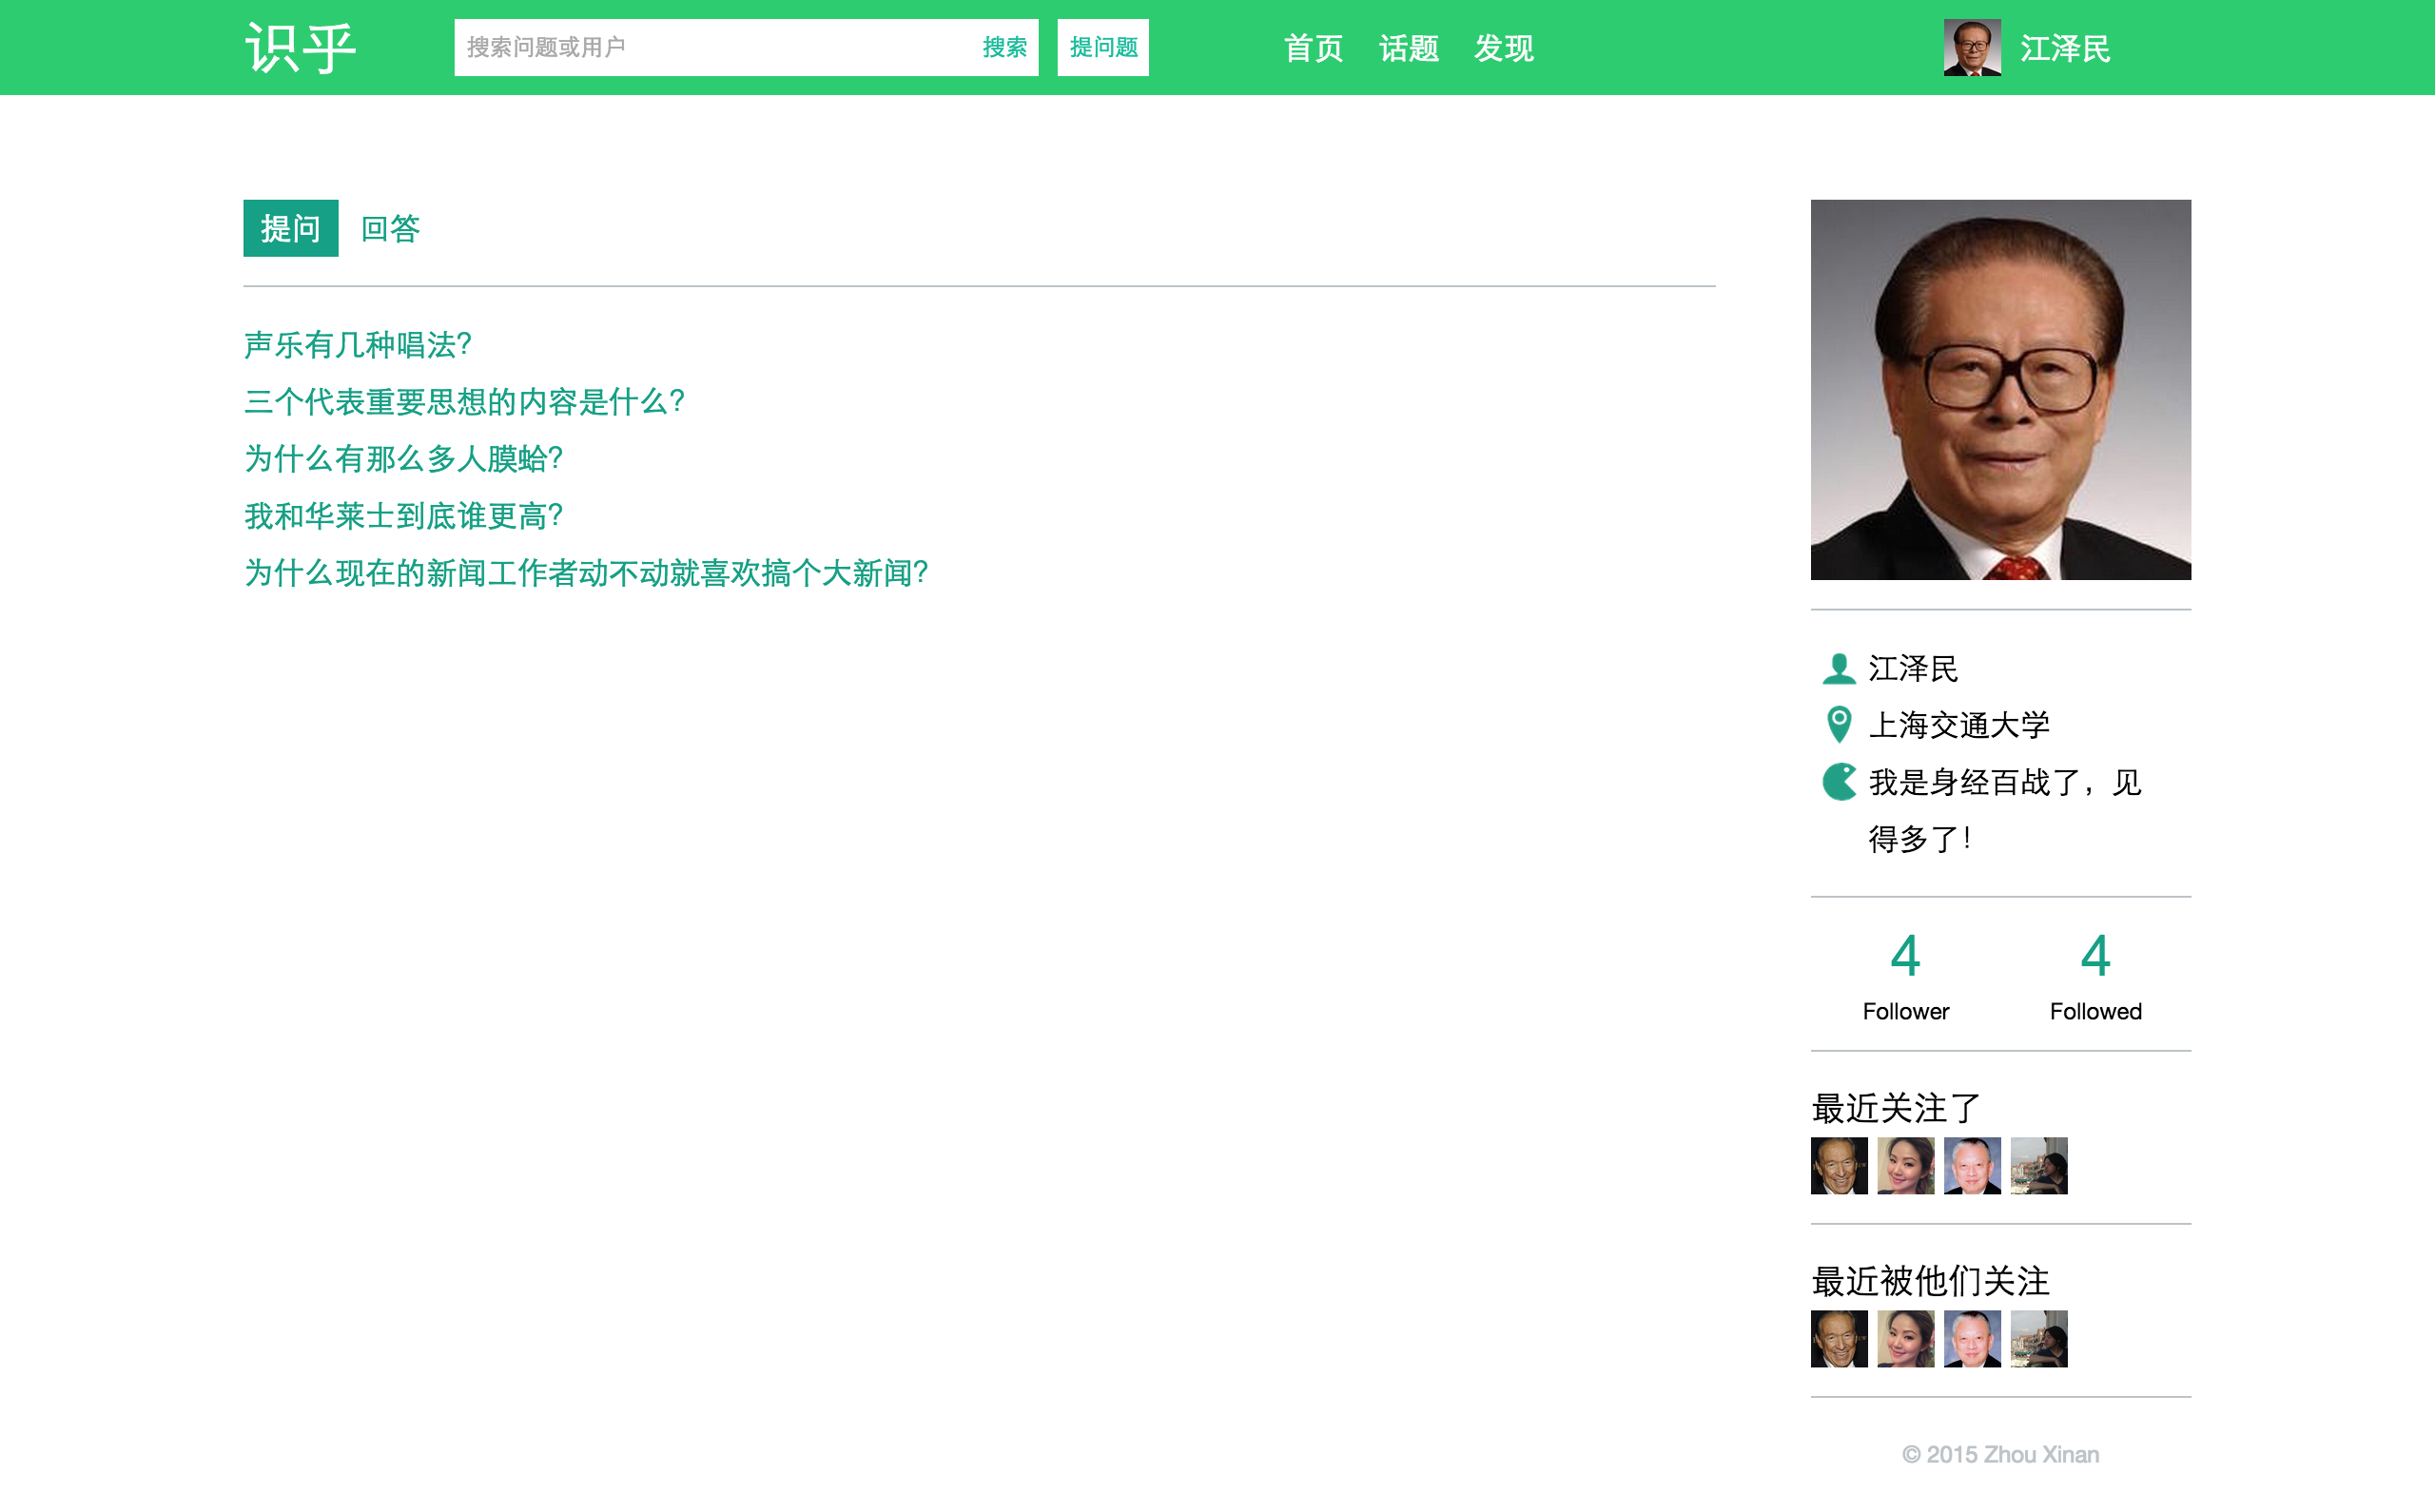 识乎
搜索问题或用户 搜索 提问题 首页 话题 发现 江泽民
提问 回答
声乐有几种唱法?
三个代表重要思想的内容是什么?
为什么有那么多人膜蛤?
我和华莱士到底谁更高?
为什么现在的新闻工作者动不动就喜欢搞个大新闻?
江泽民
上海交通大学
我是身经百战了，见
得多了！
4 4
Follower Followed
最近关注了
最近被他们关注
© 2015 Zhou Xinan